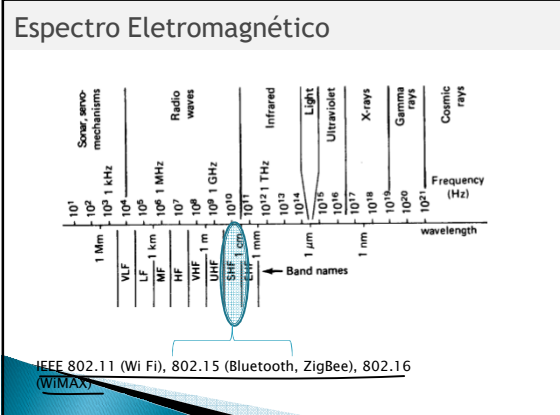 Espectro Eletromagnético
Sonar, servo-
mechanisms
Radio
waves
Infrared
Light
Ultraviolet
X-rays
Gamma
rays
Cosmic
rays
10¹
10²
10³ 1 kHz
10⁴
10⁵
10⁶ 1 MHz
10⁷
10⁸
10⁹ 1 GHz
10¹⁰
10¹¹
10¹² 1 THz
10¹³
10¹⁴
10¹⁵
10¹⁶
10¹⁷
10¹⁸
10¹⁹
10²⁰
10²¹
Frequency
(Hz)
wavelength
1 Mm
1 km
1 m
1 cm
1 mm
1 μm
1 nm
VLF
LF
MF
HF
VHF
UHF
SHF
EHF
Band names
IEEE 802.11 (Wi Fi), 802.15 (Bluetooth, ZigBee), 802.16
(WiMAX)